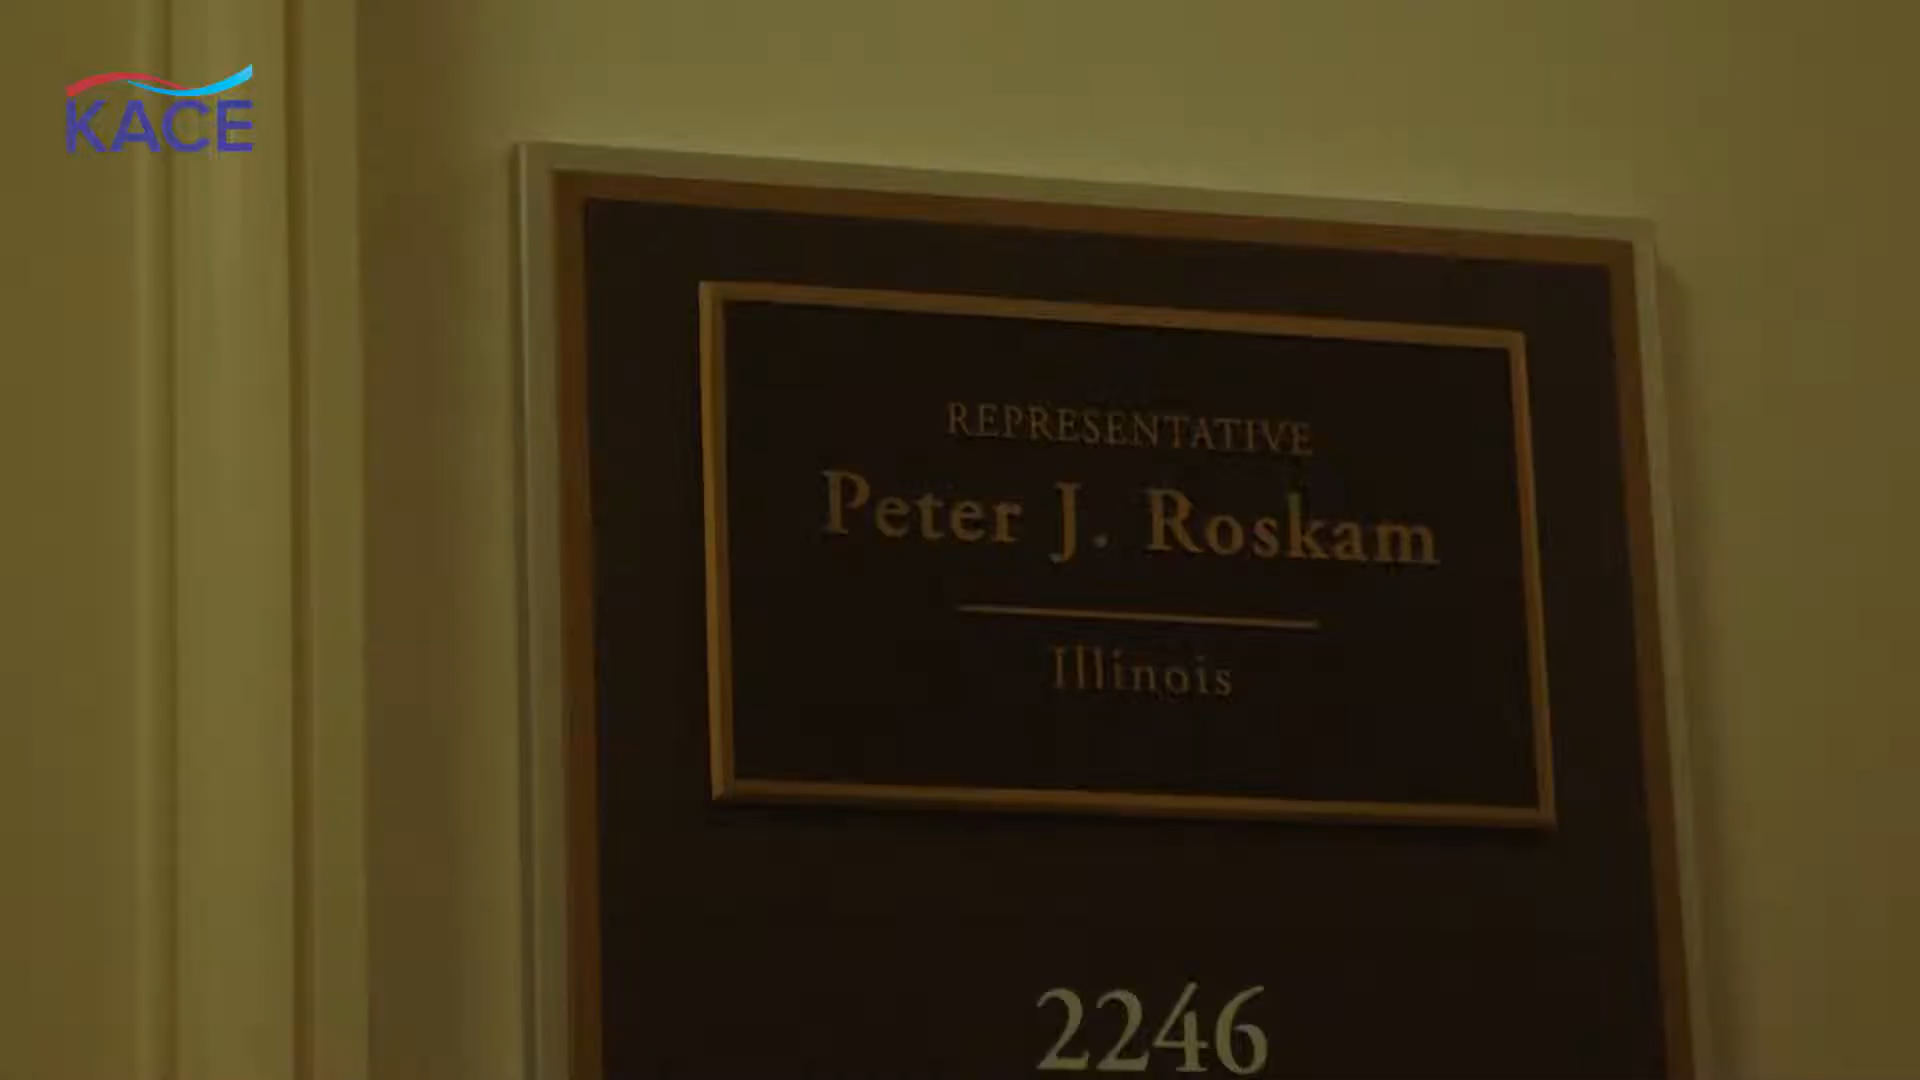 KACE
REPRESENTATIVE
Peter J. Roskam
Illinois
2246